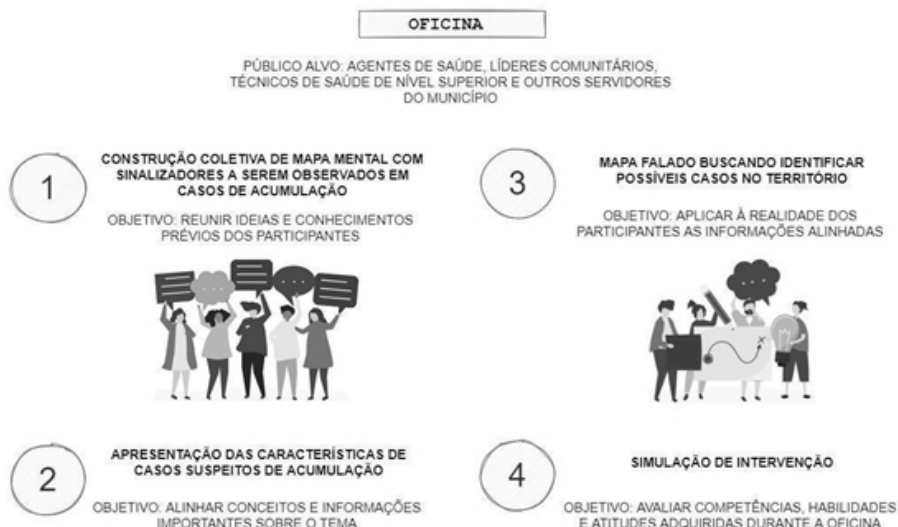 OFICINA
PÚBLICO ALVO: AGENTES DE SAÚDE, LÍDERES COMUNITÁRIOS,
TÉCNICOS DE SAÚDE DE NÍVEL SUPERIOR E OUTROS SERVIDORES
DO MUNICÍPIO
1
CONSTRUÇÃO COLETIVA DE MAPA MENTAL COM
SINALIZADORES A SEREM OBSERVADOS EM
CASOS DE ACUMULAÇÃO
OBJETIVO: REUNIR IDEIAS E CONHECIMENTOS
PRÉVIOS DOS PARTICIPANTES
2
APRESENTAÇÃO DAS CARACTERÍSTICAS DE
CASOS SUSPEITOS DE ACUMULAÇÃO
OBJETIVO: ALINHAR CONCEITOS E INFORMAÇÕES
IMPORTANTES SOBRE O TEMA
3
MAPA FALADO BUSCANDO IDENTIFICAR
POSSÍVEIS CASOS NO TERRITÓRIO
OBJETIVO: APLICAR À REALIDADE DOS
PARTICIPANTES AS INFORMAÇÕES ALINHADAS
4
SIMULAÇÃO DE INTERVENÇÃO
OBJETIVO: AVALIAR COMPETÊNCIAS, HABILIDADES
E ATITUDES ADQUIRIDAS DURANTE A OFICINA